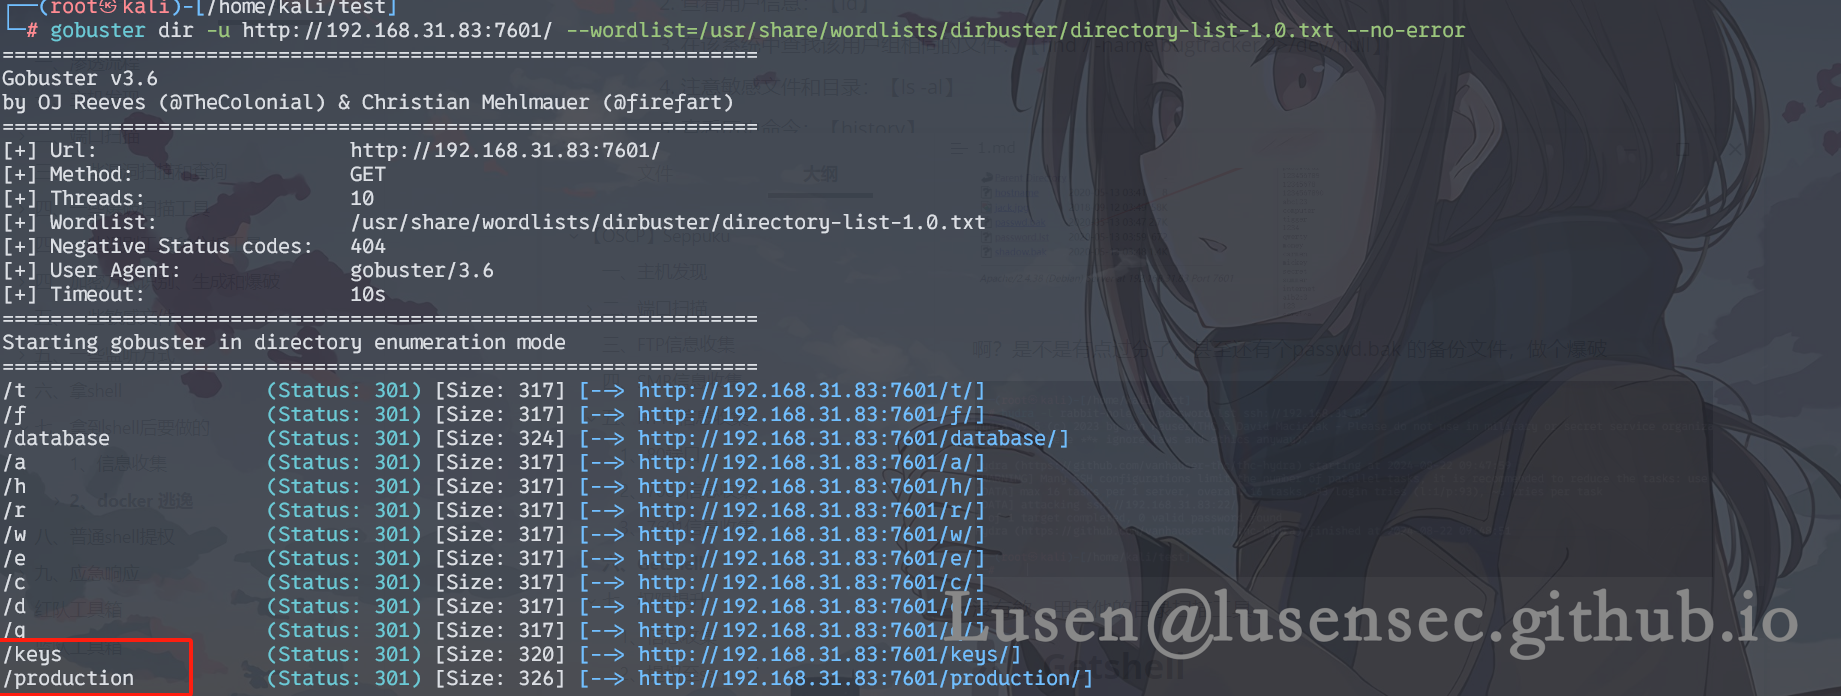 ┌──(root㉿kali)-[/home/kali/test]
└─# gobuster dir -u http://192.168.31.83:7601/ --wordlist=/usr/share/wordlists/dirbuster/directory-list-1.0.txt --no-error
===============================================================
Gobuster v3.6
by OJ Reeves (@TheColonial) & Christian Mehlmauer (@firefart)
===============================================================
[+] Url:                     http://192.168.31.83:7601/
[+] Method:                  GET
[+] Threads:                 10
[+] Wordlist:                /usr/share/wordlists/dirbuster/directory-list-1.0.txt
[+] Negative Status codes:   404
[+] User Agent:              gobuster/3.6
[+] Timeout:                 10s
===============================================================
Starting gobuster in directory enumeration mode
===============================================================
/t                    (Status: 301) [Size: 317] [--> http://192.168.31.83:7601/t/]
/f                    (Status: 301) [Size: 317] [--> http://192.168.31.83:7601/f/]
/database             (Status: 301) [Size: 324] [--> http://192.168.31.83:7601/database/]
/a                    (Status: 301) [Size: 317] [--> http://192.168.31.83:7601/a/]
/h                    (Status: 301) [Size: 317] [--> http://192.168.31.83:7601/h/]
/r                    (Status: 301) [Size: 317] [--> http://192.168.31.83:7601/r/]
/w                    (Status: 301) [Size: 317] [--> http://192.168.31.83:7601/w/]
/e                    (Status: 301) [Size: 317] [--> http://192.168.31.83:7601/e/]
/c                    (Status: 301) [Size: 317] [--> http://192.168.31.83:7601/c/]
/d                    (Status: 301) [Size: 317] [--> http://192.168.31.83:7601/d/]
/q                    (Status: 301) [Size: 317] [--> http://192.168.31.83:7601/q/]
/keys                 (Status: 301) [Size: 320] [--> http://192.168.31.83:7601/keys/]
/production           (Status: 301) [Size: 326] [--> http://192.168.31.83:7601/production/]
Lusen@lusensec.github.io
Getshell